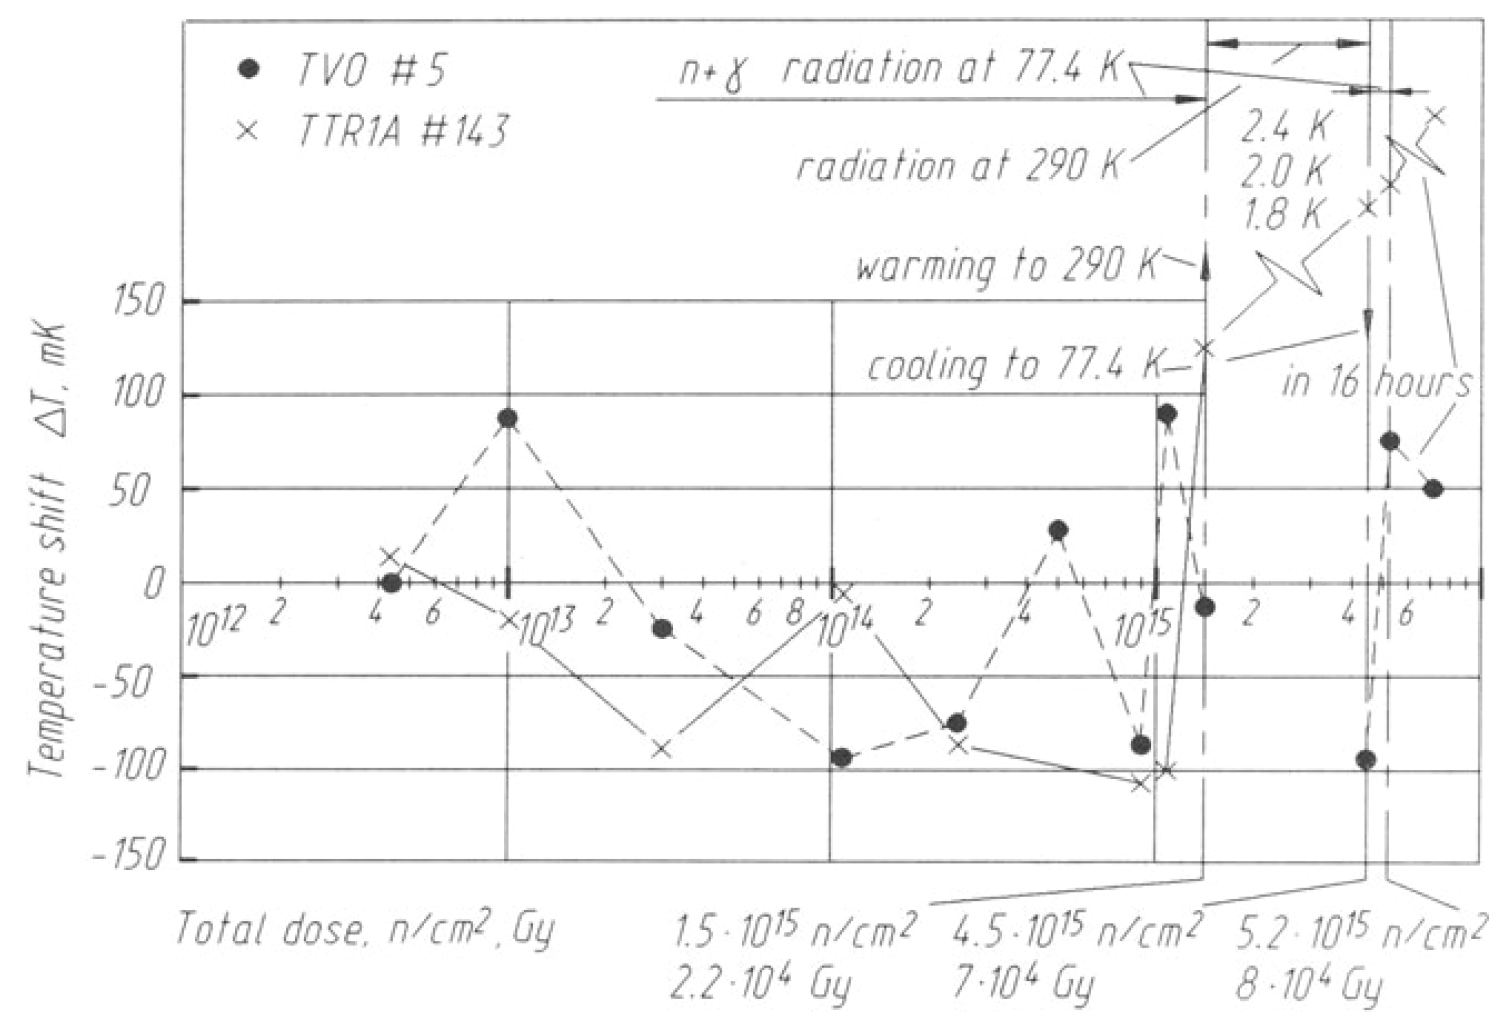 TVO #5
TTR1A #143
n+γ radiation at 77.4 K
radiation at 290 K
2.4 K
2.0 K
1.8 K
warming to 290 K
cooling to 77.4 K
in 16 hours
Temperature shift ΔT, mK
150
100
50
0
-50
-100
-150
10¹² 2 4 6 10¹³ 2 4 6 8 10¹⁴ 2 4 10¹⁵ 2 4 6
Total dose, n/cm², Gy
1.5·10¹⁵ n/cm² 4.5·10¹⁵ n/cm² 5.2·10¹⁵ n/cm²
2.2·10⁴ Gy 7·10⁴ Gy 8·10⁴ Gy